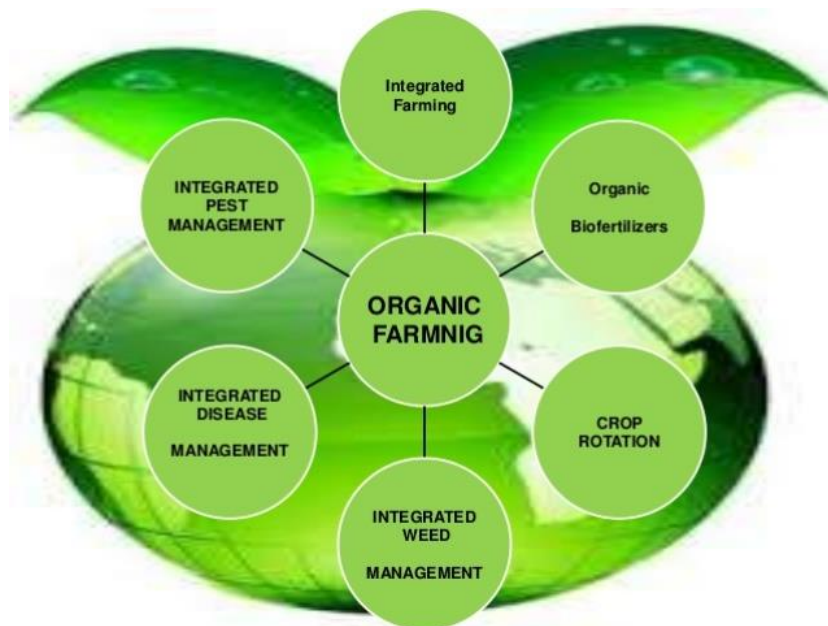 Integrated
Farming
Organic
Biofertilizers
CROP
ROTATION
INTEGRATED
WEED
MANAGEMENT
INTEGRATED
DISEASE
MANAGEMENT
INTEGRATED
PEST
MANAGEMENT
ORGANIC
FARMNIG